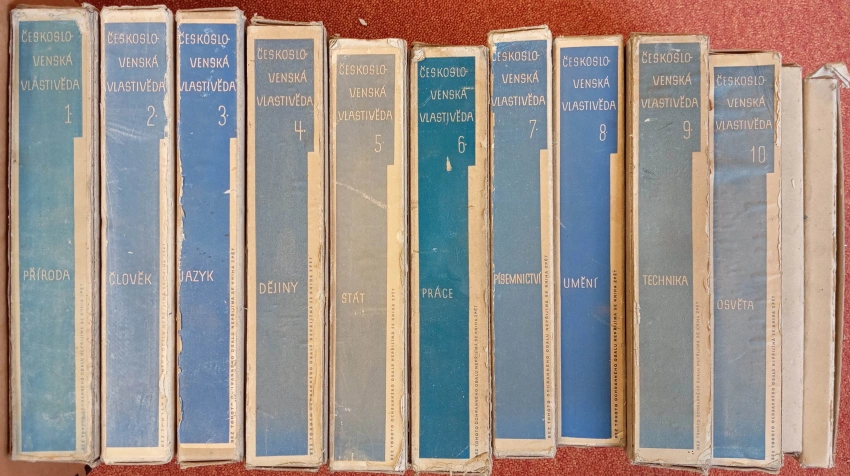 ČESKOSLO-
VENSKÁ
VLASTIVĚDA
1
PŘÍRODA
ČESKOSLO-
VENSKÁ
VLASTIVĚDA
2·
ČLOVĚK
ČESKOSLO-
VENSKÁ
VLASTIVĚDA
3·
JAZYK
ČESKOSLO-
VENSKÁ
VLASTIVĚDA
4·
DĚJINY
ČESKOSLO-
VENSKÁ
VLASTIVĚDA
5·
STÁT
ČESKOSLO-
VENSKÁ
VLASTIVĚDA
6·
PRÁCE
ČESKOSLO-
VENSKÁ
VLASTIVĚDA
7·
PÍSEMNICTVÍ
ČESKOSLO-
VENSKÁ
VLASTIVĚDA
8
UMĚNÍ
ČESKOSLO-
VENSKÁ
VLASTIVĚDA
9·
TECHNIKA
ČESKOSLO-
VENSKÁ
VLASTIVĚDA
10
OSVĚTA